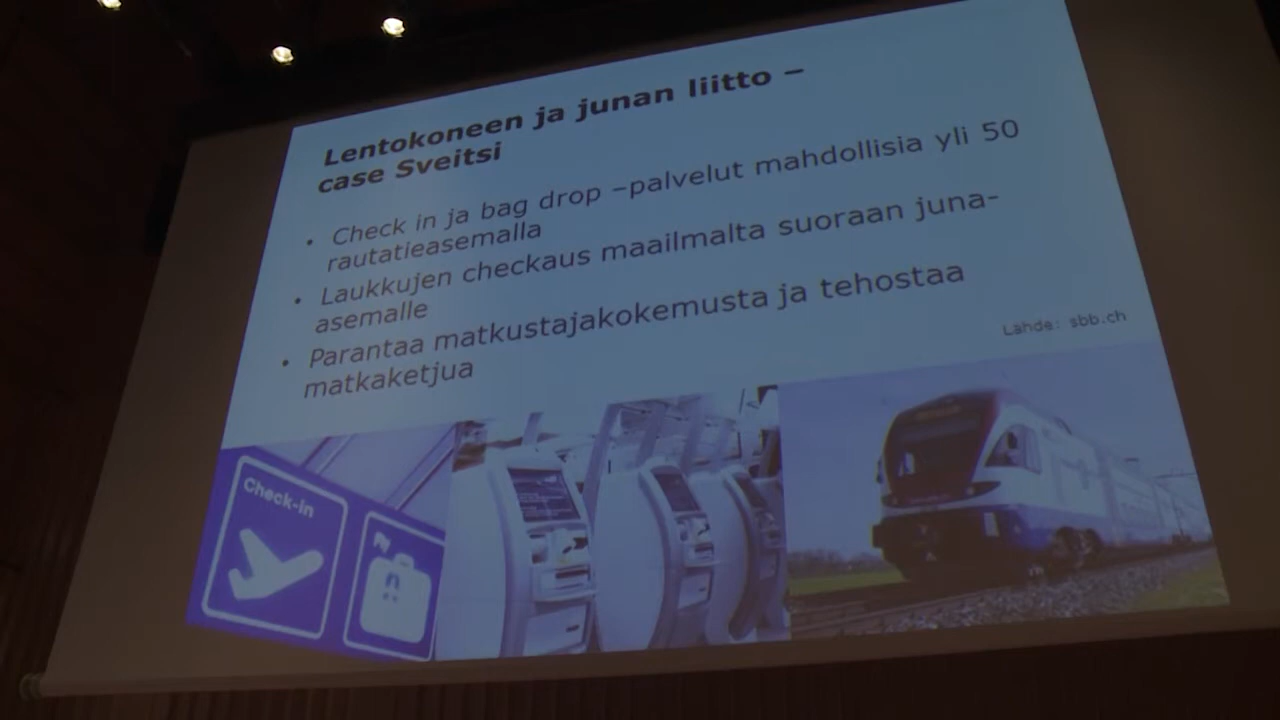 Lentokoneen ja junan liitto –
case Sveitsi
• Check in ja bag drop –palvelut mahdollisia yli 50
rautatieasemalla
• Laukkujen checkaus maailmalta suoraan juna-
asemalle
• Parantaa matkustajakokemusta ja tehostaa
matkaketjua
Lähde: sbb.ch
Check-in